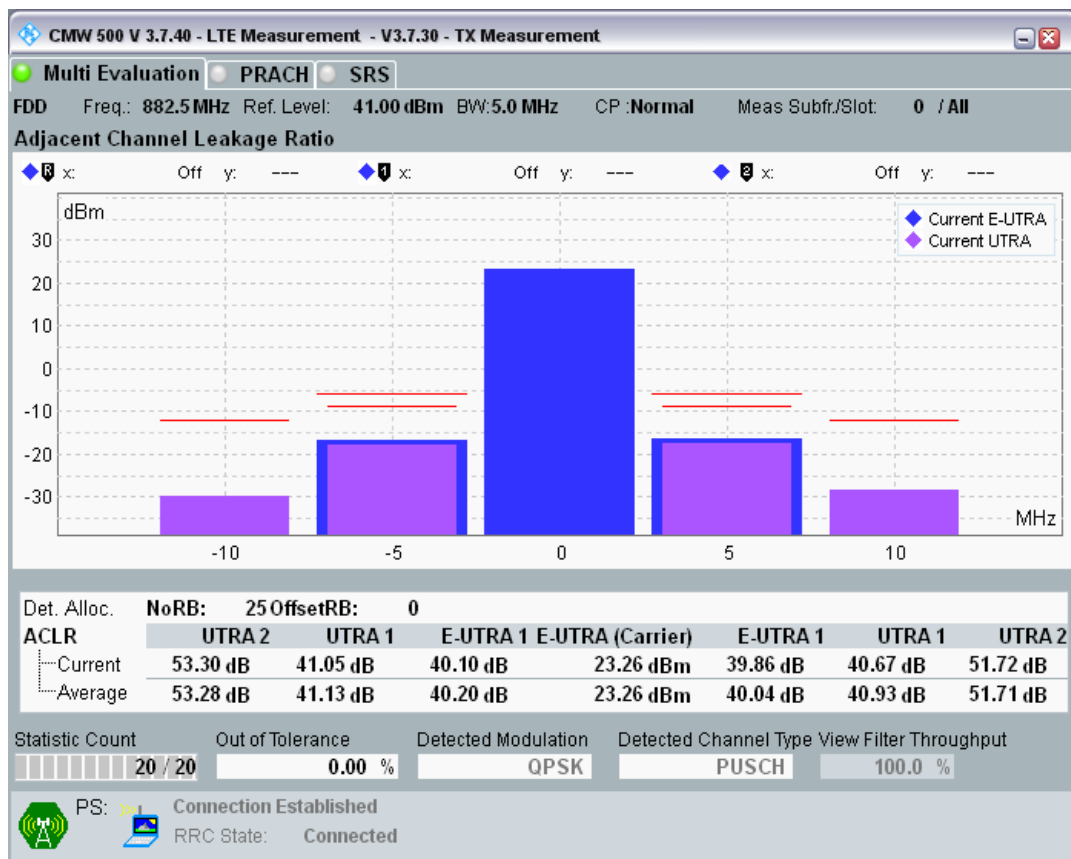 CMW 500 V 3.7.40 - LTE Measurement - V3.7.30 - TX Measurement
Multi Evaluation PRACH SRS
FDD Freq.: 882.5 MHz Ref. Level: 41.00 dBm BW:5.0 MHz CP :Normal Meas Subfr./Slot: 0 / All
Adjacent Channel Leakage Ratio
R x: Off y: --- 1 x: Off y: --- 2 x: Off y: ---
dBm
Current E-UTRA
Current UTRA
30
20
10
0
-10
-20
-30
MHz
-10 -5 0 5 10
Det. Alloc. NoRB: 25 OffsetRB: 0
ACLR UTRA 2 UTRA 1 E-UTRA 1 E-UTRA (Carrier) E-UTRA 1 UTRA 1 UTRA 2
Current 53.30 dB 41.05 dB 40.10 dB 23.26 dBm 39.86 dB 40.67 dB 51.72 dB
Average 53.28 dB 41.13 dB 40.20 dB 23.26 dBm 40.04 dB 40.93 dB 51.71 dB
Statistic Count Out of Tolerance Detected Modulation Detected Channel Type View Filter Throughput
20 / 20 0.00 % QPSK PUSCH 100.0 %
PS: Connection Established
RRC State: Connected